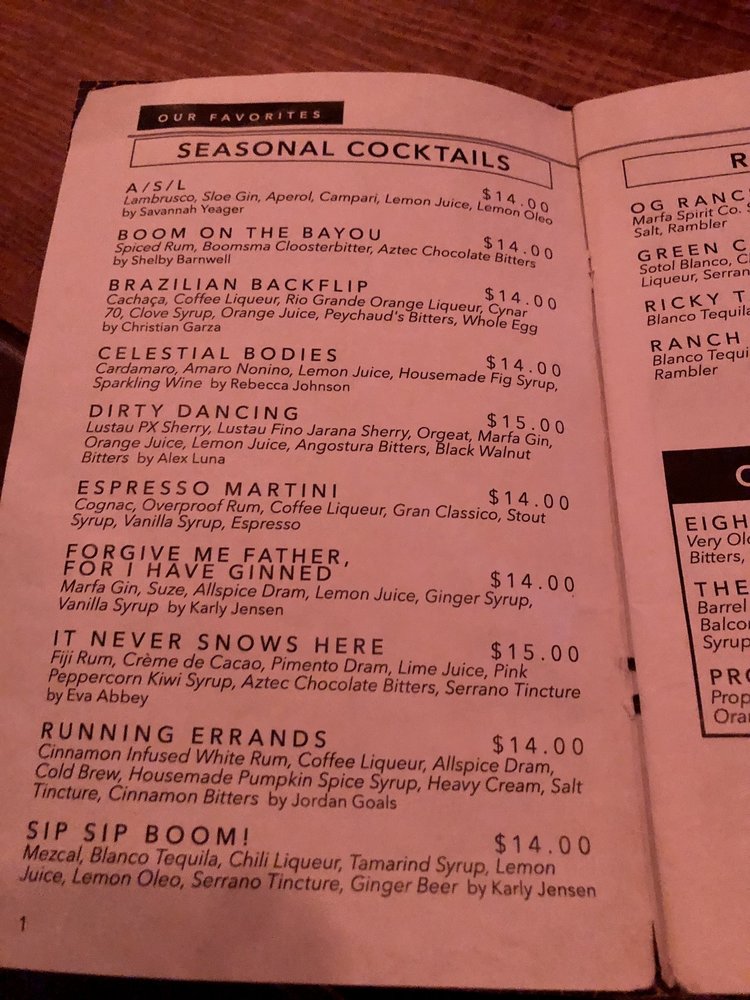 OUR FAVORITES
SEASONAL COCKTAILS
A/S/L $14.00
Lambrusco, Sloe Gin, Aperol, Campari, Lemon Juice, Lemon Oleo
by Savannah Yeager
BOOM ON THE BAYOU $14.00
Spiced Rum, Boomsma Cloosterbitter, Aztec Chocolate Bitters
by Shelby Barnwell
BRAZILIAN BACKFLIP $14.00
Cachaça, Coffee Liqueur, Rio Grande Orange Liqueur, Cynar
70, Clove Syrup, Orange Juice, Peychaud's Bitters, Whole Egg
by Christian Garza
CELESTIAL BODIES $14.00
Cardamaro, Amaro Nonino, Lemon Juice, Housemade Fig Syrup,
Sparkling Wine by Rebecca Johnson
DIRTY DANCING $15.00
Lustau PX Sherry, Lustau Fino Jarana Sherry, Orgeat, Marfa Gin,
Orange Juice, Lemon Juice, Angostura Bitters, Black Walnut
Bitters by Alex Luna
ESPRESSO MARTINI $14.00
Cognac, Overproof Rum, Coffee Liqueur, Gran Classico, Stout
Syrup, Vanilla Syrup, Espresso
FORGIVE ME FATHER,
FOR I HAVE GINNED $14.00
Marfa Gin, Suze, Allspice Dram, Lemon Juice, Ginger Syrup,
Vanilla Syrup by Karly Jensen
IT NEVER SNOWS HERE $15.00
Fiji Rum, Crème de Cacao, Pimento Dram, Lime Juice, Pink
Peppercorn Kiwi Syrup, Aztec Chocolate Bitters, Serrano Tincture
by Eva Abbey
RUNNING ERRANDS $14.00
Cinnamon Infused White Rum, Coffee Liqueur, Allspice Dram,
Cold Brew, Housemade Pumpkin Spice Syrup, Heavy Cream, Salt
Tincture, Cinnamon Bitters by Jordan Goals
SIP SIP BOOM! $14.00
Mezcal, Blanco Tequila, Chili Liqueur, Tamarind Syrup, Lemon
Juice, Lemon Oleo, Serrano Tincture, Ginger Beer by Karly Jensen
1
R
OG RANC
Marfa Spirit Co.
Salt, Rambler
GREEN C
Sotol Blanco,
Liqueur, Serran
RICKY T
Blanco Tequila
RANCH
Blanco Tequi
Rambler
EIGH
Very Old
Bitters,
THE
Barrel
Balcon
Syrup
PRO
Prop
Oran